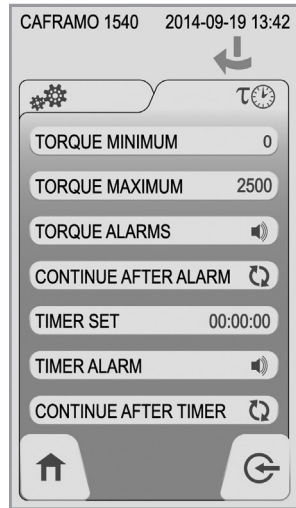 CAFRAMO 1540 2014-09-19 13:42
τ
TORQUE MINIMUM 0
TORQUE MAXIMUM 2500
TORQUE ALARMS
CONTINUE AFTER ALARM
TIMER SET 00:00:00
TIMER ALARM
CONTINUE AFTER TIMER